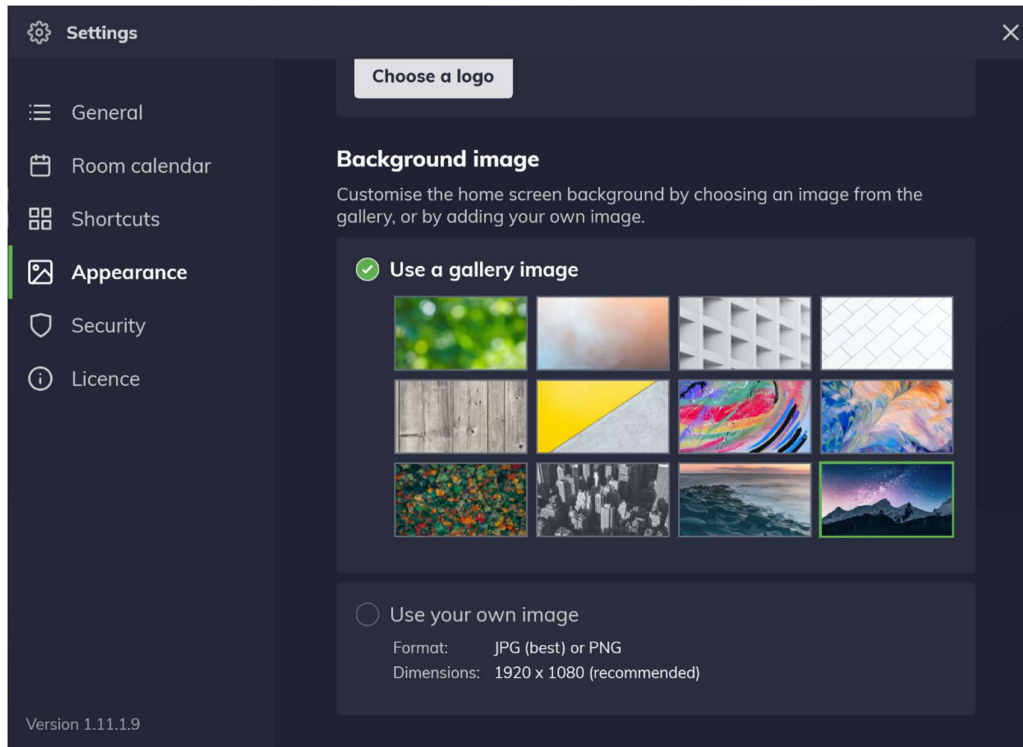 Settings
General
Room calendar
Shortcuts
Appearance
Security
Licence
Version 1.11.1.9
Choose a logo
Background image
Customise the home screen background by choosing an image from the
gallery, or by adding your own image.
Use a gallery image
Use your own image
Format: JPG (best) or PNG
Dimensions: 1920 x 1080 (recommended)